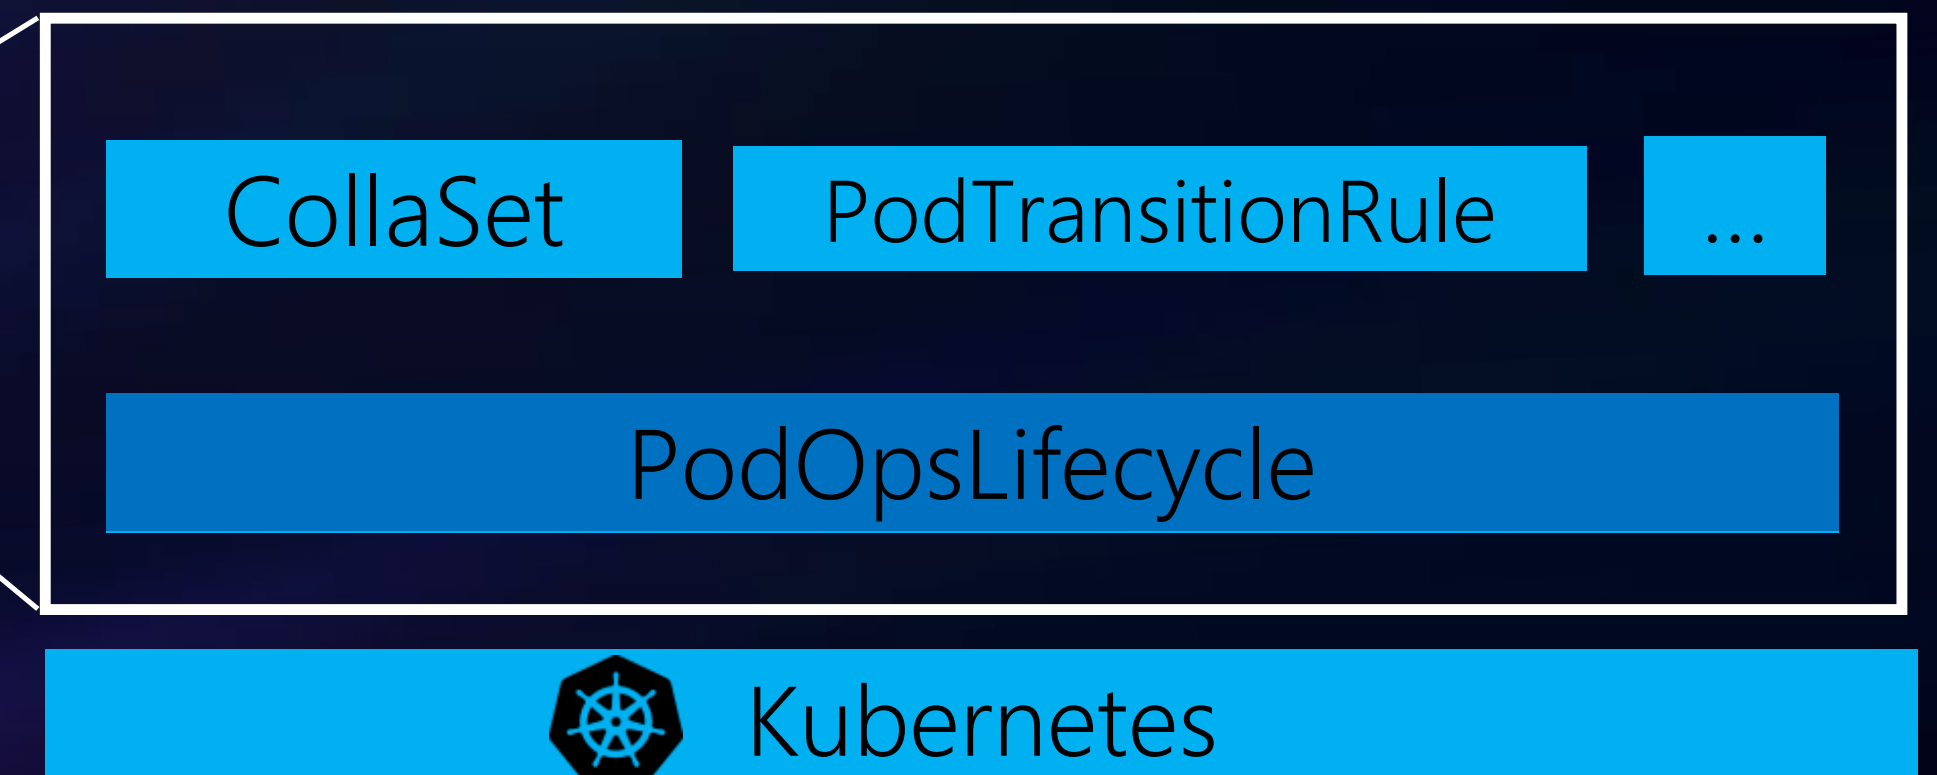 CollaSet
PodTransitionRule
...
PodOpsLifecycle
Kubernetes